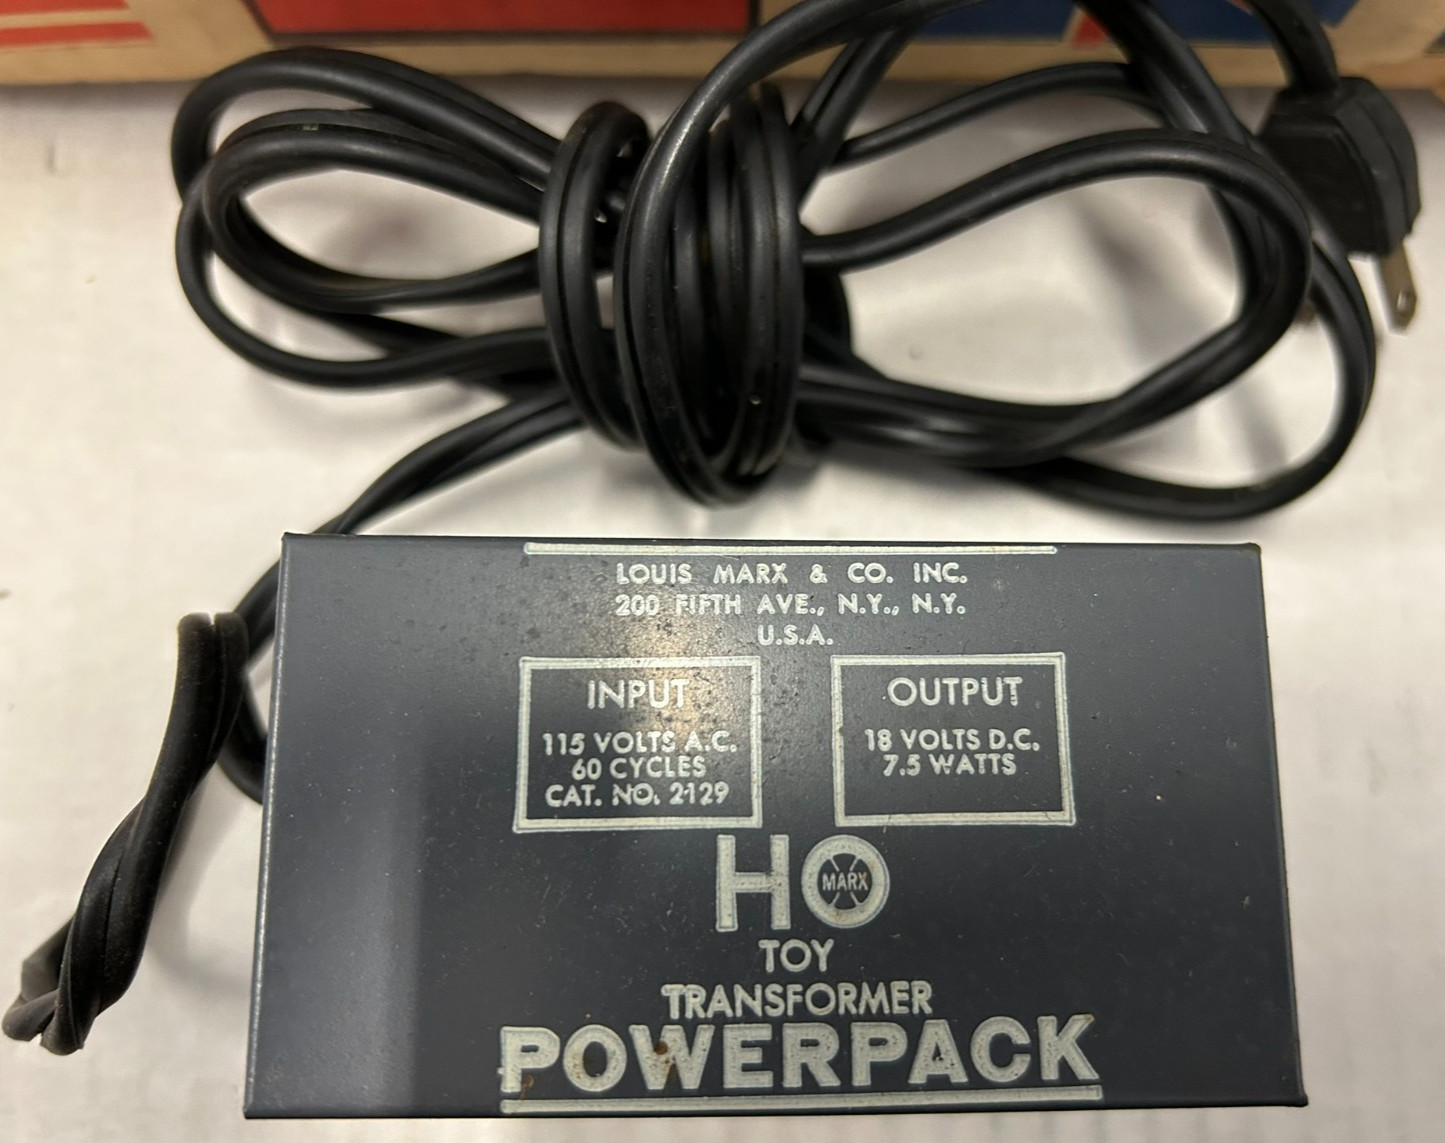 LOUIS MARX & CO. INC.
200 FIFTH AVE., N.Y., N.Y.
U.S.A.
INPUT
115 VOLTS A.C.
60 CYCLES
CAT. NO. 2129
OUTPUT
18 VOLTS D.C.
7.5 WATTS
HO
MARX
TOY
TRANSFORMER
POWERPACK